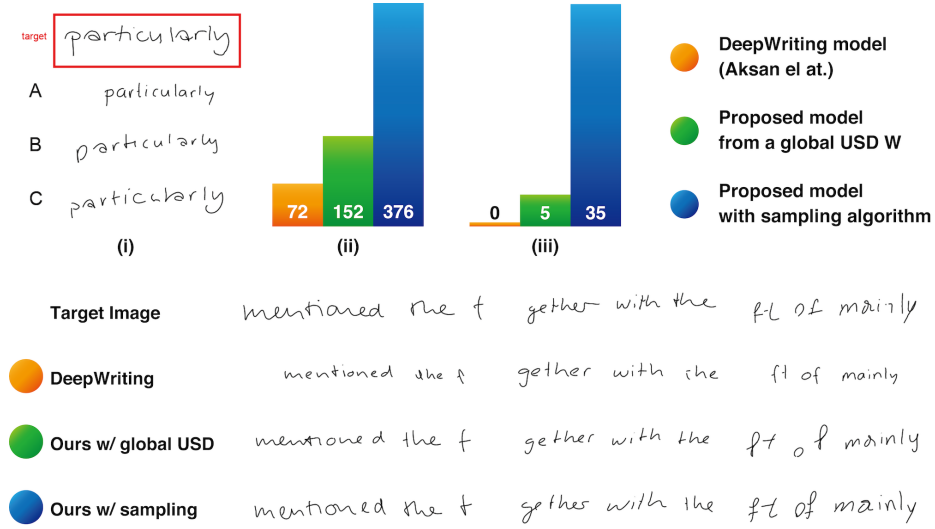 target particularly
A particularly
B particularly
C particularly
(i)
72 152 376
(ii)
0 5 35
(iii)
DeepWriting model
(Aksan el at.)
Proposed model
from a global USD W
Proposed model
with sampling algorithm
Target Image mentioned the f gether with the ft of mainly
DeepWriting mentioned the f gether with the ft of mainly
Ours w/ global USD mentioned the f gether with the ft of mainly
Ours w/ sampling mentioned the f gether with the ft of mainly